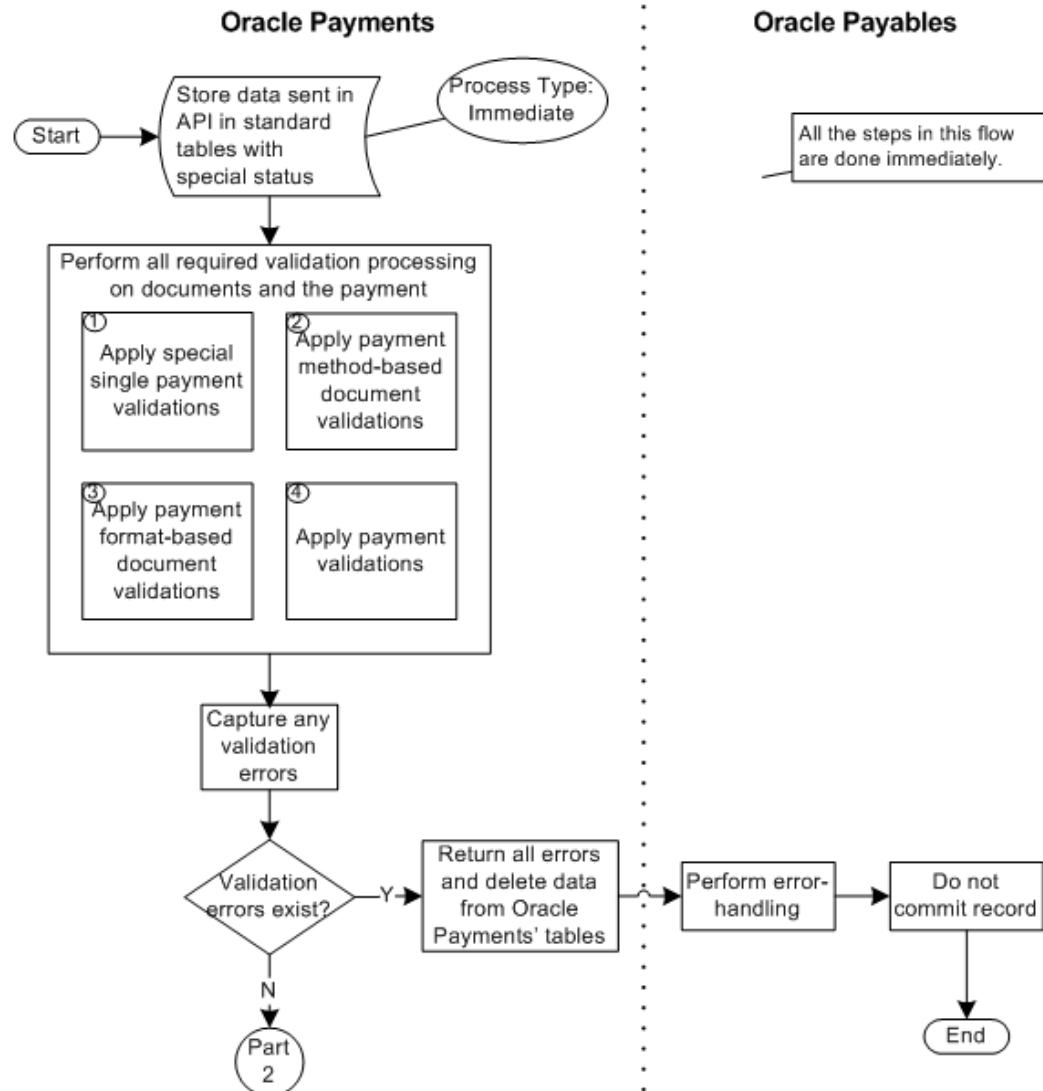 Oracle Payments
Oracle Payables
Start
Store data sent in
API in standard
tables with
special status
Process Type:
Immediate
All the steps in this flow
are done immediately.
Perform all required validation processing
on documents and the payment
1
Apply special
single payment
validations
2
Apply payment
method-based
document
validations
3
Apply payment
format-based
document
validations
4
Apply payment
validations
Capture any
validation
errors
Validation
errors exist?
Y
Return all errors
and delete data
from Oracle
Payments' tables
Perform error-
handling
Do not
commit record
End
N
Part
2